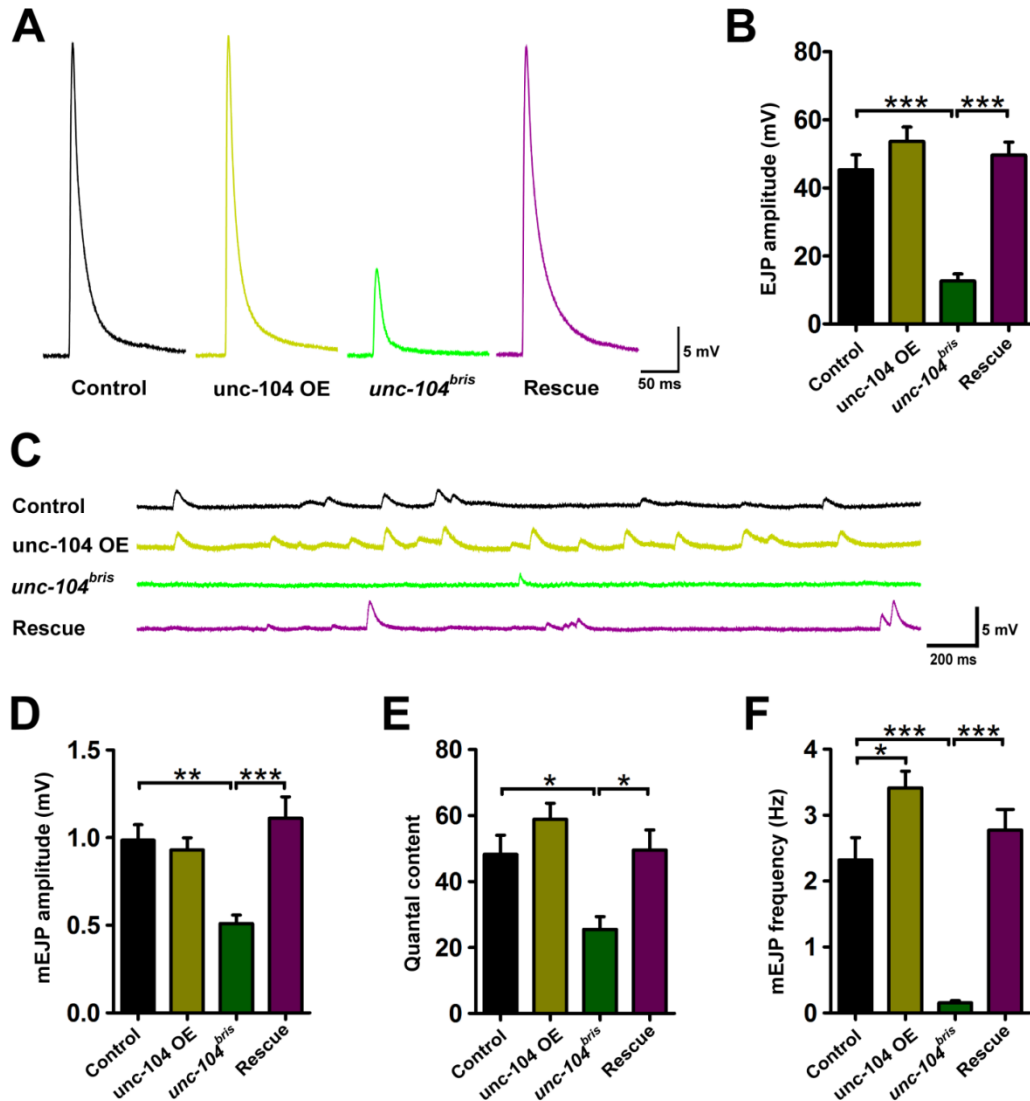 A
Control
unc-104 OE
unc-104bris
Rescue
5 mV
50 ms
B
EJP amplitude (mV)
80
60
40
20
0
*** ***
Control
unc-104 OE
unc-104bris
Rescue
C
Control
unc-104 OE
unc-104bris
Rescue
5 mV
200 ms
D
mEJP amplitude (mV)
1.5
1.0
0.5
0.0
** ***
Control
unc-104 OE
unc-104bris
Rescue
E
Quantal content
80
60
40
20
0
* *
Control
unc-104 OE
unc-104bris
Rescue
F
mEJP frequency (Hz)
4
3
2
1
0
*** ***
*
Control
unc-104 OE
unc-104bris
Rescue